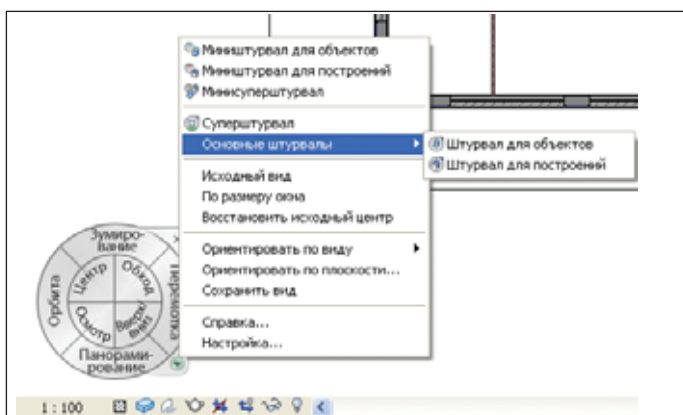 Миништурвал для объектов
Миништурвал для построений
Минисуперштурвал
Суперштурвал
Основные штурвалы
Штурвал для объектов
Штурвал для построений
Исходный вид
По размеру окна
Восстановить исходный центр
Ориентировать по виду
Ориентировать по плоскости...
Сохранить вид
Справка...
Настройка...
Зумиро-
вание
Орбита
Центр
Обход
Перемотка
Осмотр
Вверх/
вниз
Панорами-
рование
1 : 100